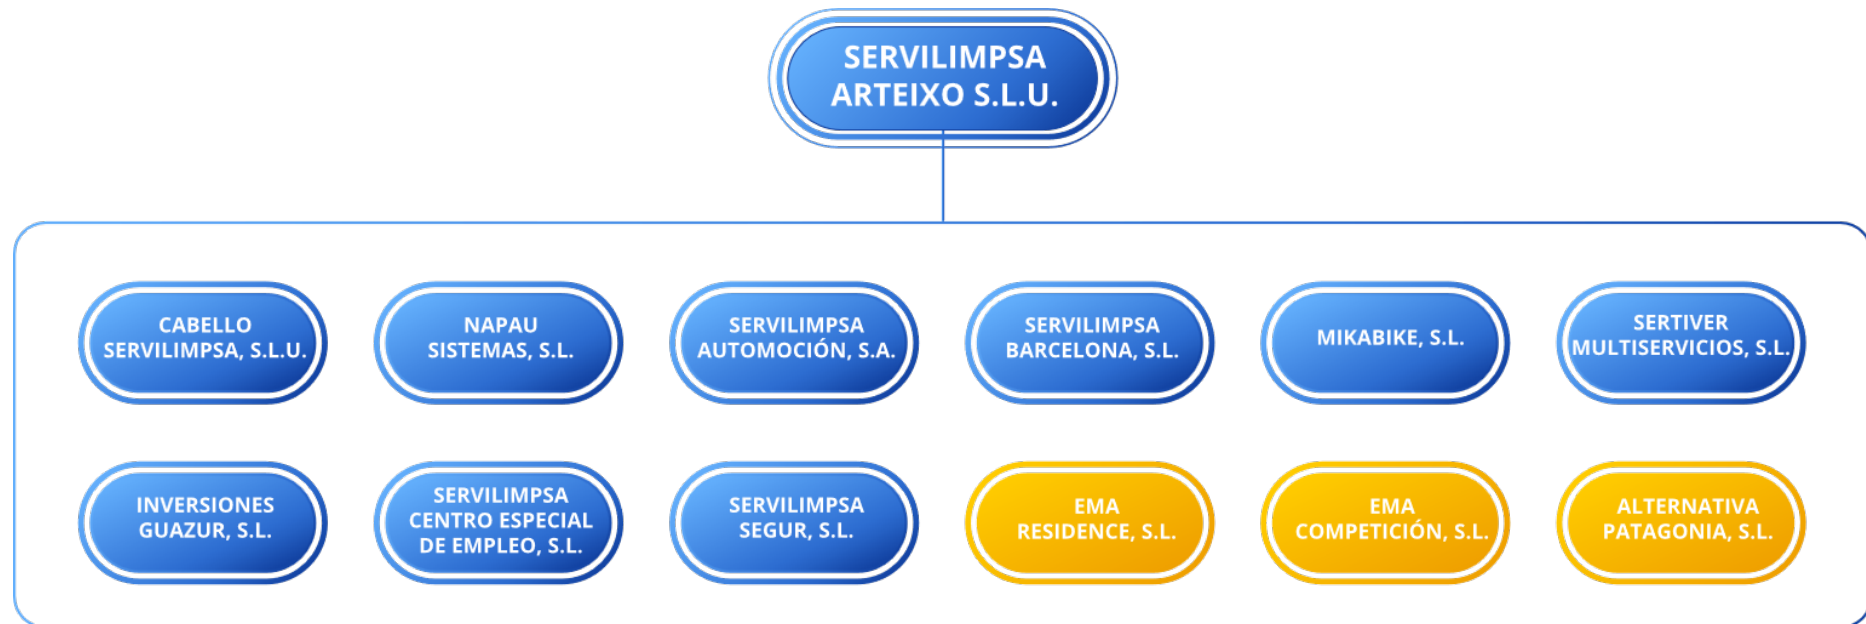 SERVILIMPSA
ARTEIXO S.L.U.
CABELLO
SERVILIMPSA, S.L.U.
NAPAU
SISTEMAS, S.L.
SERVILIMPSA
AUTOMOCIÓN, S.A.
SERVILIMPSA
BARCELONA, S.L.
MIKABIKE, S.L.
SERTIVER
MULTISERVICIOS, S.L.
INVERSIONES
GUAZUR, S.L.
SERVILIMPSA
CENTRO ESPECIAL
DE EMPLEO, S.L.
SERVILIMPSA
SEGUR, S.L.
EMA
RESIDENCE, S.L.
EMA
COMPETICIÓN, S.L.
ALTERNATIVA
PATAGONIA, S.L.